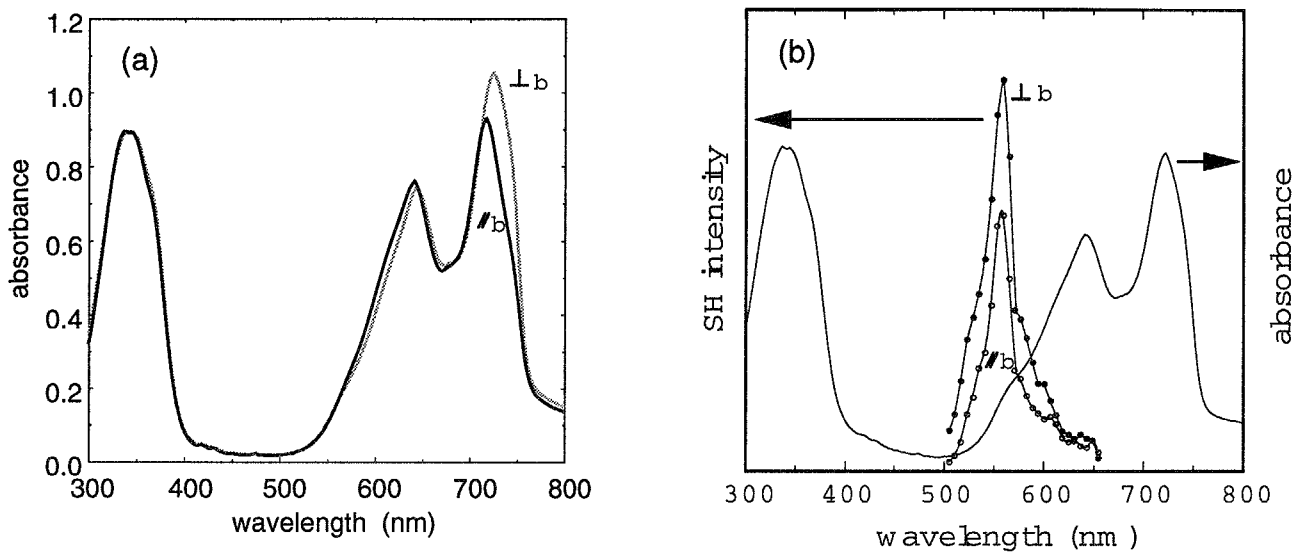 (a)
1.2
1.0
0.8
0.6
0.4
0.2
0.0
absorbance
⊥b
//b
300 400 500 600 700 800
wavelength (nm)
(b)
SH intensity
⊥b
//b
absorbance
300 400 500 600 700 800
wavelength (nm)